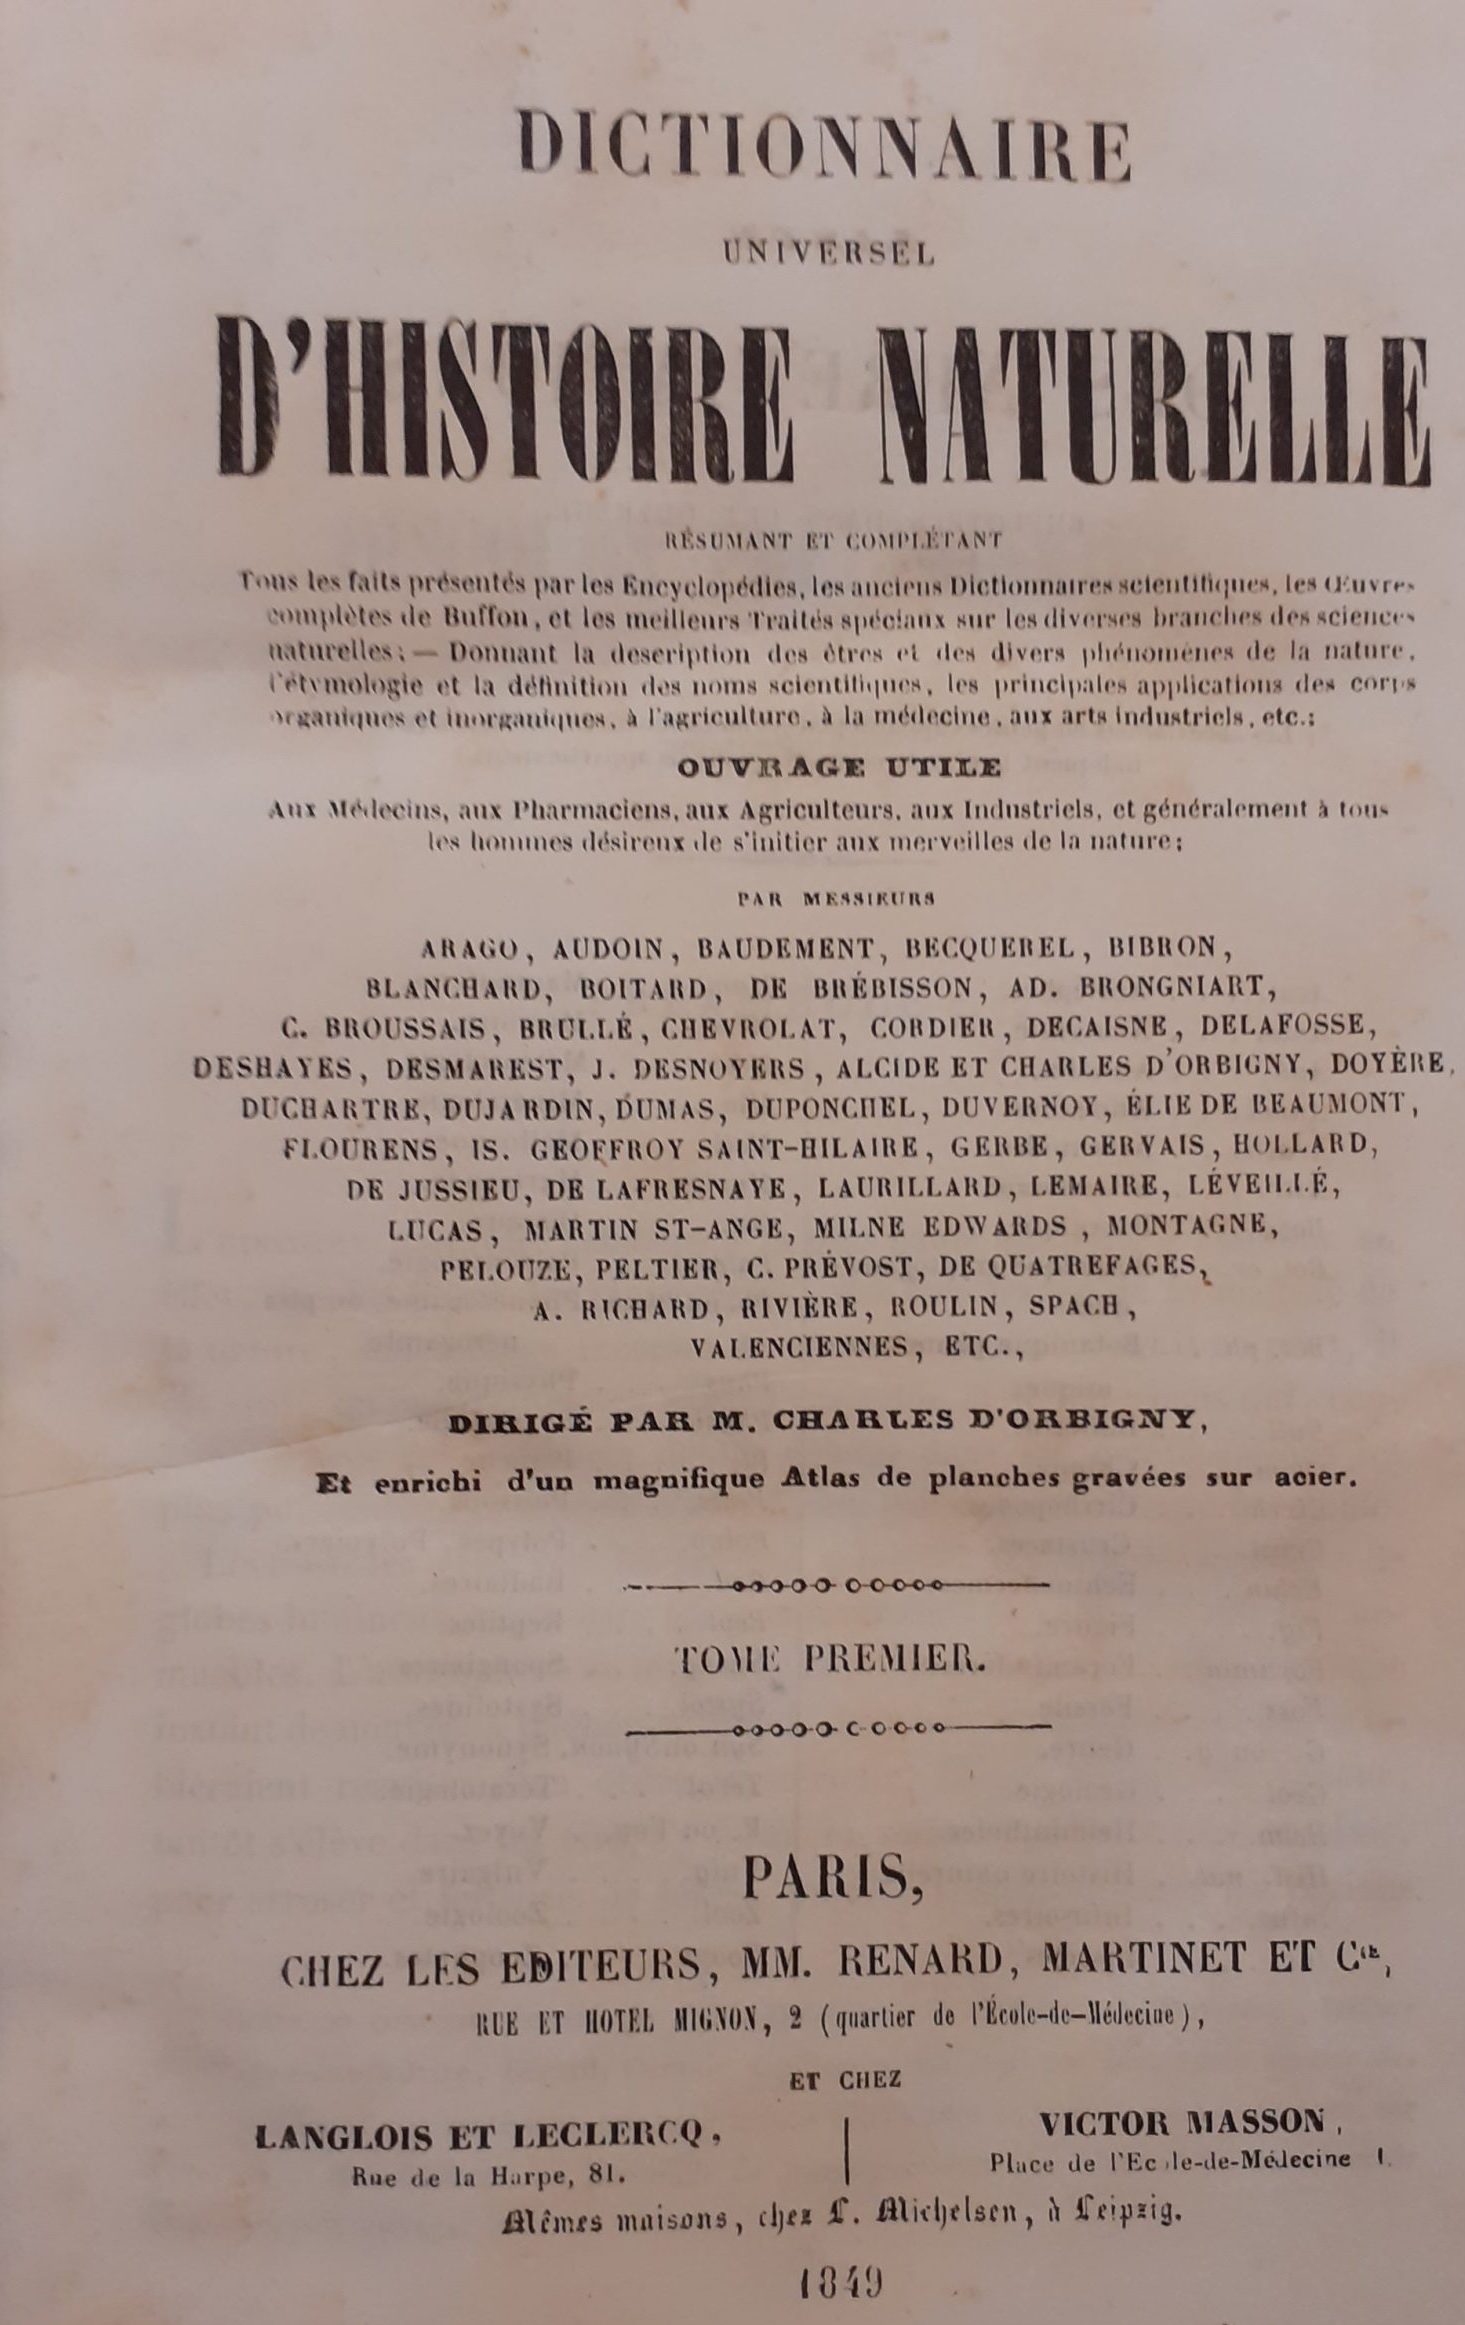 DICTIONNAIRE
UNIVERSEL
D'HISTOIRE NATURELLE
RÉSUMANT ET COMPLÉTANT
Tous les faits présentés par les Encyclopédies, les anciens Dictionnaires scientifiques, les Œuvres
complètes de Buffon, et les meilleurs Traités spéciaux sur les diverses branches des sciences
naturelles; — Donnant la description des êtres et des divers phénomènes de la nature,
l'étymologie et la définition des noms scientifiques, les principales applications des corps
organiques et inorganiques, à l'agriculture, à la médecine, aux arts industriels, etc.;
OUVRAGE UTILE
Aux Médecins, aux Pharmaciens, aux Agriculteurs, aux Industriels, et généralement à tous
les hommes désireux de s'initier aux merveilles de la nature;
PAR MESSIEURS
ARAGO, AUDOIN, BAUDEMENT, BECQUEREL, BIBRON,
BLANCHARD, BOITARD, DE BRÉBISSON, AD. BRONGNIART,
C. BROUSSAIS, BRULLÉ, CHEVROLAT, CORDIER, DECAISNE, DELAFOSSE,
DESHAYES, DESMAREST, J. DESNOYERS, ALCIDE ET CHARLES D'ORBIGNY, DOYÈRE,
DUCHARTRE, DUJARDIN, DUMAS, DUPONCHEL, DUVERNOY, ÉLIE DE BEAUMONT,
FLOURENS, IS. GEOFFROY SAINT-HILAIRE, GERBE, GERVAIS, HOLLARD,
DE JUSSIEU, DE LAFRESNAYE, LAURILLARD, LEMAIRE, LÉVEILLÉ,
LUCAS, MARTIN ST-ANGE, MILNE EDWARDS, MONTAGNE,
PELOUZE, PELTIER, C. PRÉVOST, DE QUATREFAGES,
A. RICHARD, RIVIÈRE, ROULIN, SPACH,
VALENCIENNES, ETC.,
DIRIGÉ PAR M. CHARLES D'ORBIGNY,
Et enrichi d'un magnifique Atlas de planches gravées sur acier.
TOME PREMIER.
PARIS,
CHEZ LES EDITEURS, MM. RENARD, MARTINET ET Cie,
RUE ET HOTEL MIGNON, 2 (quartier de l'École-de-Médecine),
ET CHEZ
LANGLOIS ET LECLERCQ,
Rue de la Harpe, 81.
VICTOR MASSON,
Place de l'Ecole-de-Médecine 1.
Mêmes maisons, chez L. Michelsen, à Leipzig.
1849